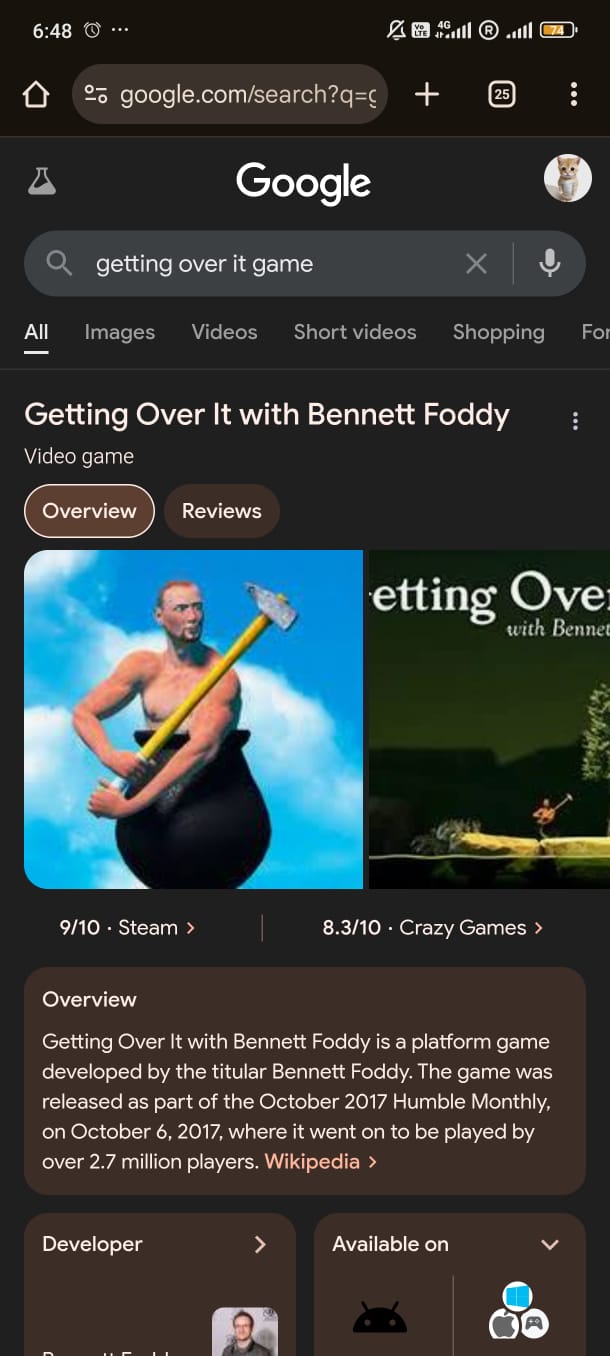 6:48
Vo LTE
4G
R
74
google.com/search?q=g
25
Google
getting over it game
All Images Videos Short videos Shopping For
Getting Over It with Bennett Foddy
Video game
Overview Reviews
etting Over
with Bennet
9/10 · Steam
8.3/10 · Crazy Games
Overview
Getting Over It with Bennett Foddy is a platform game
developed by the titular Bennett Foddy. The game was
released as part of the October 2017 Humble Monthly,
on October 6, 2017, where it went on to be played by
over 2.7 million players. Wikipedia
Developer
Available on